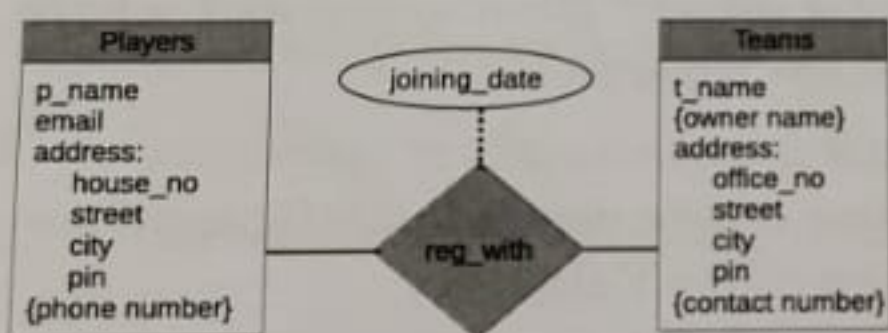 Players
p_name
email
address:
house_no
street
city
pin
{phone number}
joining_date
reg_with
Teams
t_name
{owner name}
address:
office_no
street
city
pin
{contact number}